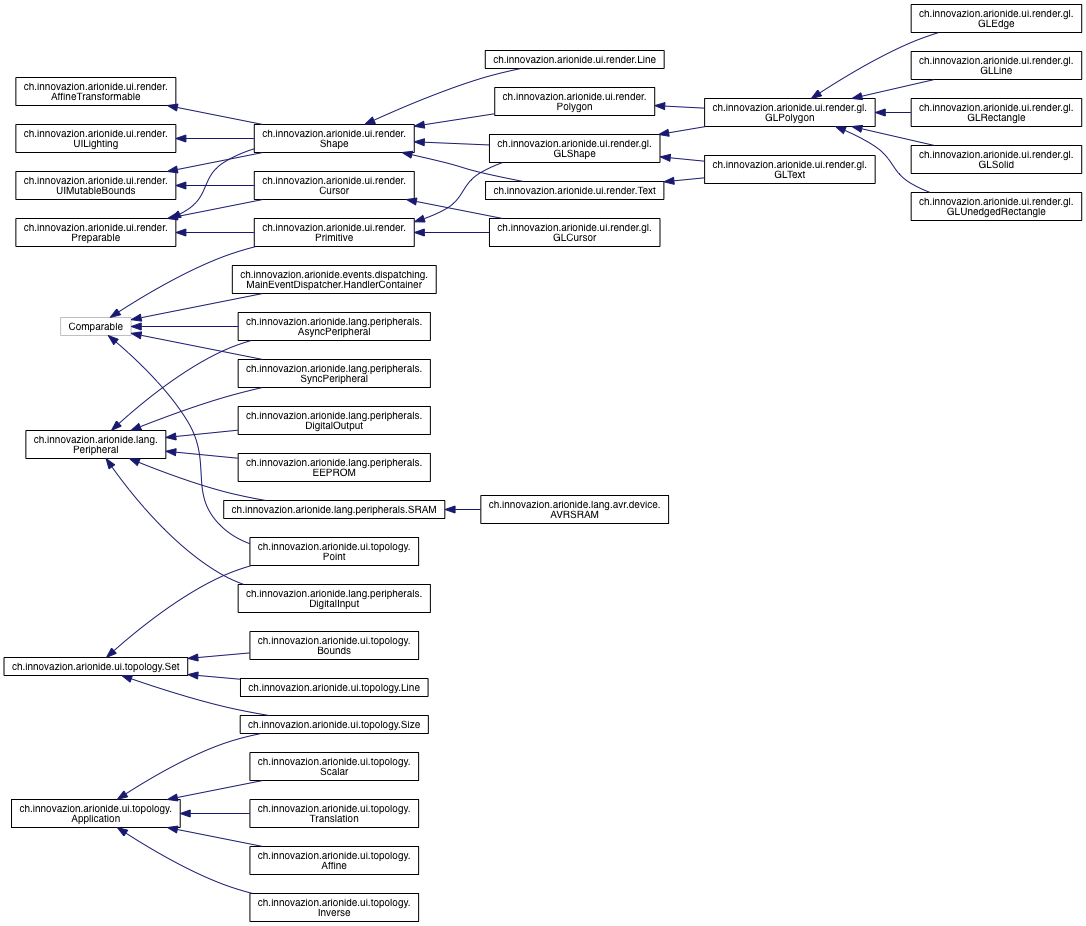 ch.innovazion.arionide.ui.render.
AffineTransformable
ch.innovazion.arionide.ui.render.
UILighting
ch.innovazion.arionide.ui.render.
UIMutableBounds
ch.innovazion.arionide.ui.render.
Preparable
Comparable
ch.innovazion.arionide.lang.
Peripheral
ch.innovazion.arionide.ui.topology.Set
ch.innovazion.arionide.ui.topology.
Application
ch.innovazion.arionide.ui.render.
Shape
ch.innovazion.arionide.ui.render.
Cursor
ch.innovazion.arionide.ui.render.
Primitive
ch.innovazion.arionide.events.dispatching.
MainEventDispatcher.HandlerContainer
ch.innovazion.arionide.lang.peripherals.
AsyncPeripheral
ch.innovazion.arionide.lang.peripherals.
SyncPeripheral
ch.innovazion.arionide.lang.peripherals.
DigitalOutput
ch.innovazion.arionide.lang.peripherals.
EEPROM
ch.innovazion.arionide.lang.peripherals.SRAM
ch.innovazion.arionide.ui.topology.
Point
ch.innovazion.arionide.lang.peripherals.
DigitalInput
ch.innovazion.arionide.ui.topology.
Bounds
ch.innovazion.arionide.ui.topology.Line
ch.innovazion.arionide.ui.topology.Size
ch.innovazion.arionide.ui.topology.
Scalar
ch.innovazion.arionide.ui.topology.
Translation
ch.innovazion.arionide.ui.topology.
Affine
ch.innovazion.arionide.ui.topology.
Inverse
ch.innovazion.arionide.ui.render.Line
ch.innovazion.arionide.ui.render.
Polygon
ch.innovazion.arionide.ui.render.gl.
GLShape
ch.innovazion.arionide.ui.render.Text
ch.innovazion.arionide.ui.render.gl.
GLCursor
ch.innovazion.arionide.lang.avr.device.
AVRSRAM
ch.innovazion.arionide.ui.render.gl.
GLPolygon
ch.innovazion.arionide.ui.render.gl.
GLText
ch.innovazion.arionide.ui.render.gl.
GLEdge
ch.innovazion.arionide.ui.render.gl.
GLLine
ch.innovazion.arionide.ui.render.gl.
GLRectangle
ch.innovazion.arionide.ui.render.gl.
GLSolid
ch.innovazion.arionide.ui.render.gl.
GLUnedgedRectangle